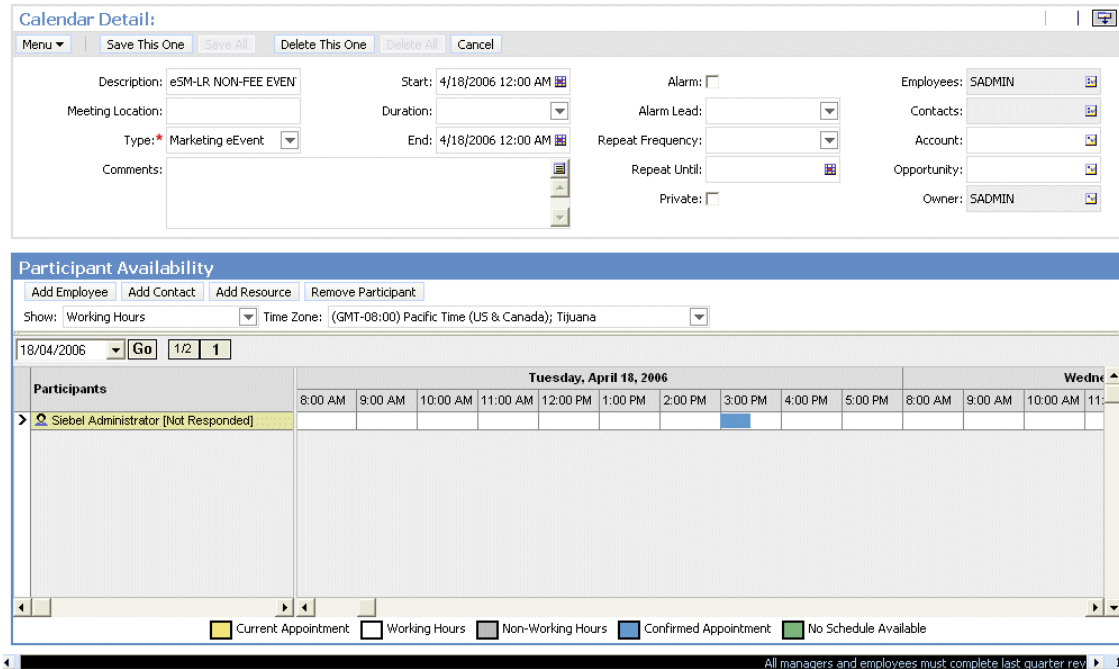 Calendar Detail:
Menu Save This One Save All Delete This One Delete All Cancel
Description: eSM-LR NON-FEE EVEN Start: 4/18/2006 12:00 AM Alarm: Employees: SADMIN
Meeting Location: Duration: Alarm Lead: Contacts:
Type:* Marketing eEvent End: 4/18/2006 12:00 AM Repeat Frequency: Account:
Comments: Repeat Until: Opportunity:
Private: Owner: SADMIN
Participant Availability
Add Employee Add Contact Add Resource Remove Participant
Show: Working Hours Time Zone: (GMT-08:00) Pacific Time (US & Canada); Tijuana
18/04/2006 Go 1/2 1
Participants
Tuesday, April 18, 2006 Wedne
8:00 AM 9:00 AM 10:00 AM 11:00 AM 12:00 PM 1:00 PM 2:00 PM 3:00 PM 4:00 PM 5:00 PM 8:00 AM 9:00 AM 10:00 AM 11:
Siebel Administrator [Not Responded]
Current Appointment Working Hours Non-Working Hours Confirmed Appointment No Schedule Available
All managers and employees must complete last quarter rev